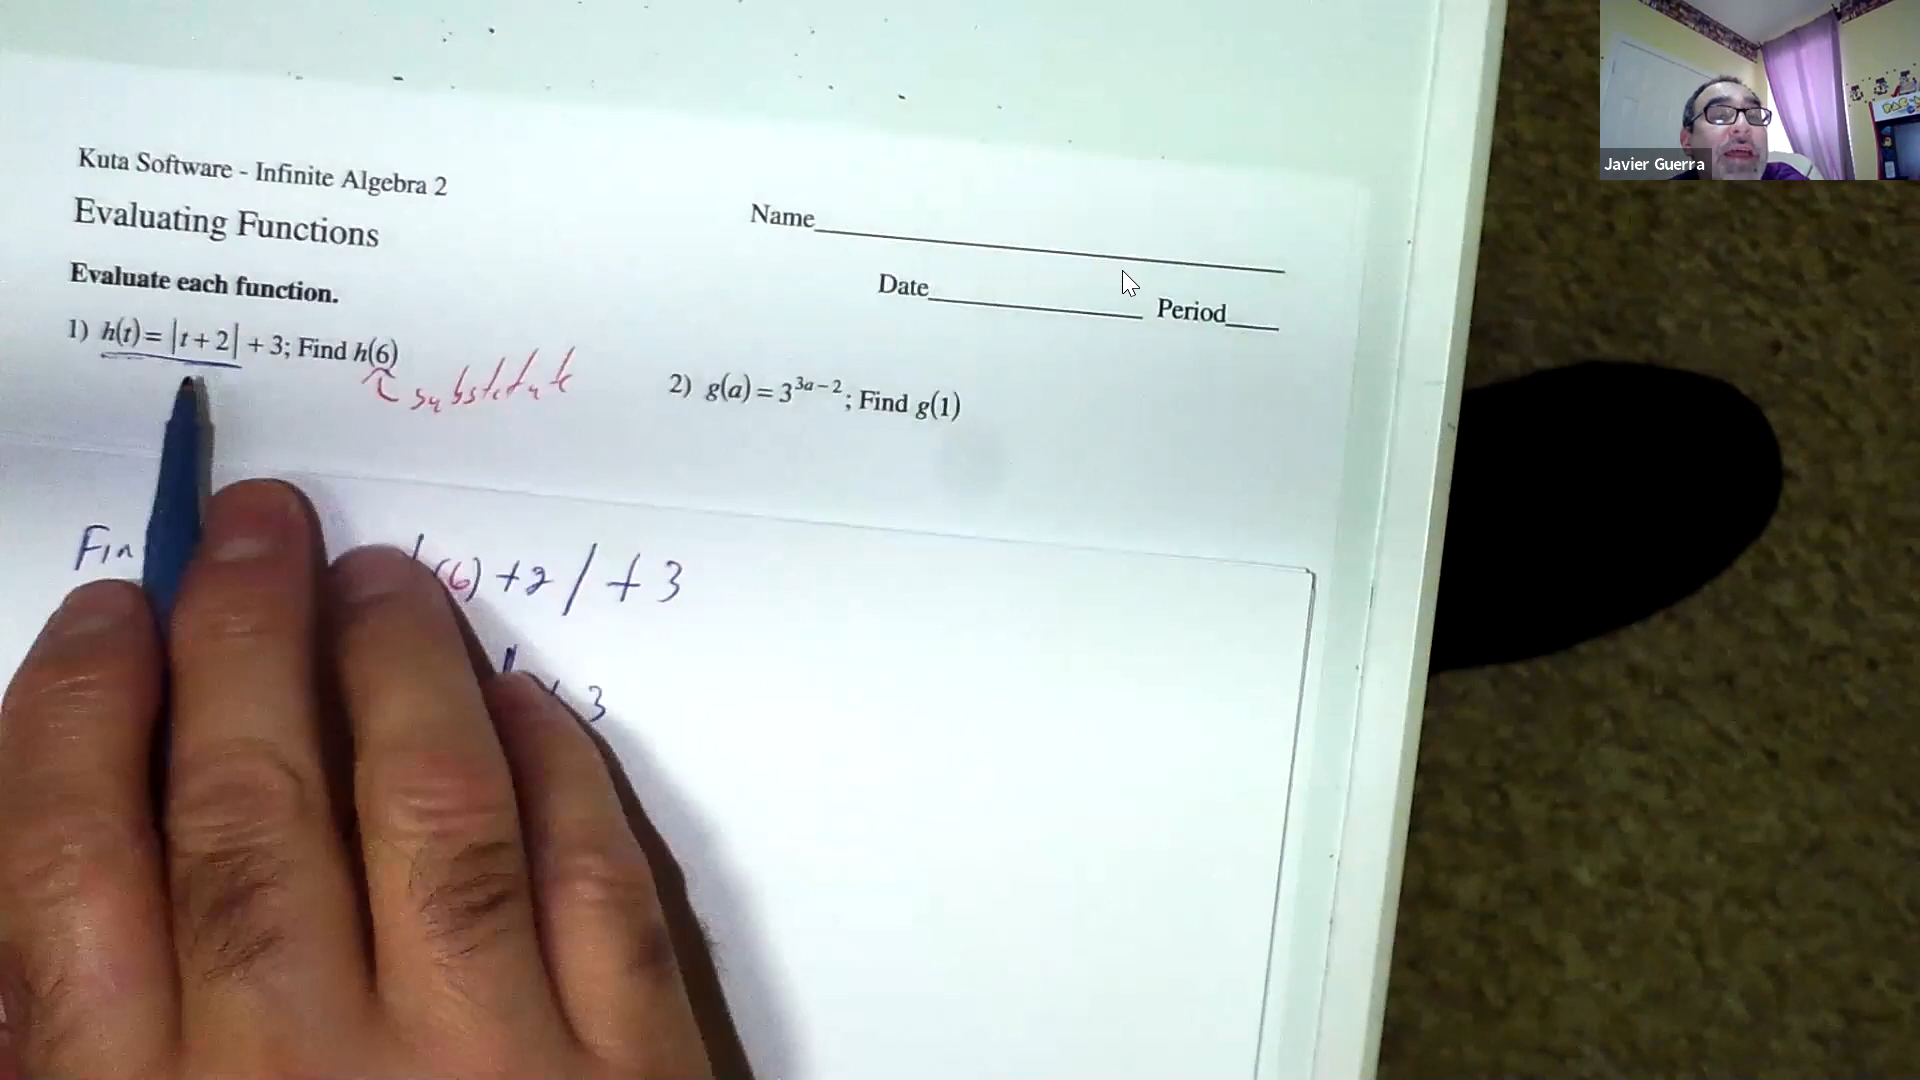 Javier Guerra
Kuta Software - Infinite Algebra 2
Evaluating Functions
Name
Date Period
Evaluate each function.
1) h(t) = |t + 2| + 3; Find h(6)
substitute
2) g(a) = 3^{3a − 2}; Find g(1)
(6) + 2 | + 3
3